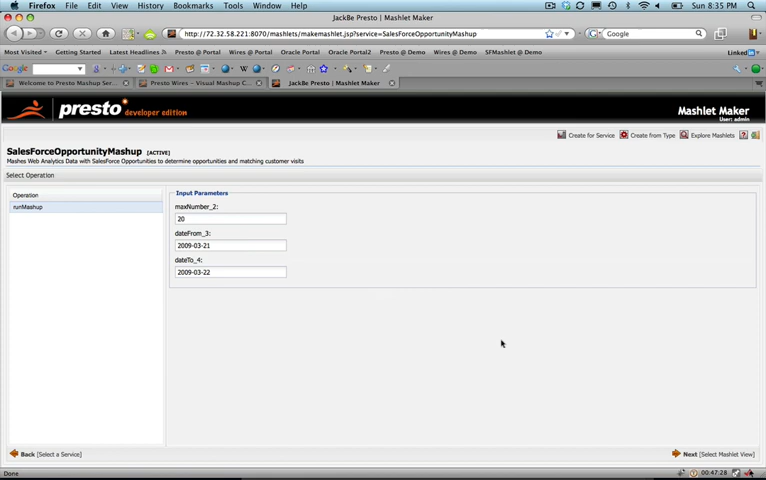 Firefox File Edit View History Bookmarks Tools Window Help Sun 8:35 PM
JackBe Presto | Mashlet Maker
http://72.32.58.221:8070/mashlets/makemashlet.jsp?service=SalesForceOpportunityMashup
Google
Most Visited Getting Started Latest Headlines Presto @ Portal Wires @ Portal Oracle Portal Oracle Portal2 Presto @ Demo Wires @ Demo SFMashlet @ Demo
LinkedIn
Google
Welcome to Presto Mashup Ser... Presto Wires – Visual Mashup C... JackBe Presto | Mashlet Maker
presto developer edition
Mashlet Maker
User: admin
Create for Service Create from Type Explore Mashlets ?
SalesForceOpportunityMashup [ACTIVE]
Mashes Web Analytics Data with SalesForce Opportunities to determine opportunities and matching customer visits
Select Operation
Operation
runMashup
Input Parameters
maxNumber_2:
20
dateFrom_3:
2009-03-21
dateTo_4:
2009-03-22
Back [Select a Service]
Next [Select Mashlet View]
Done
00:47:28